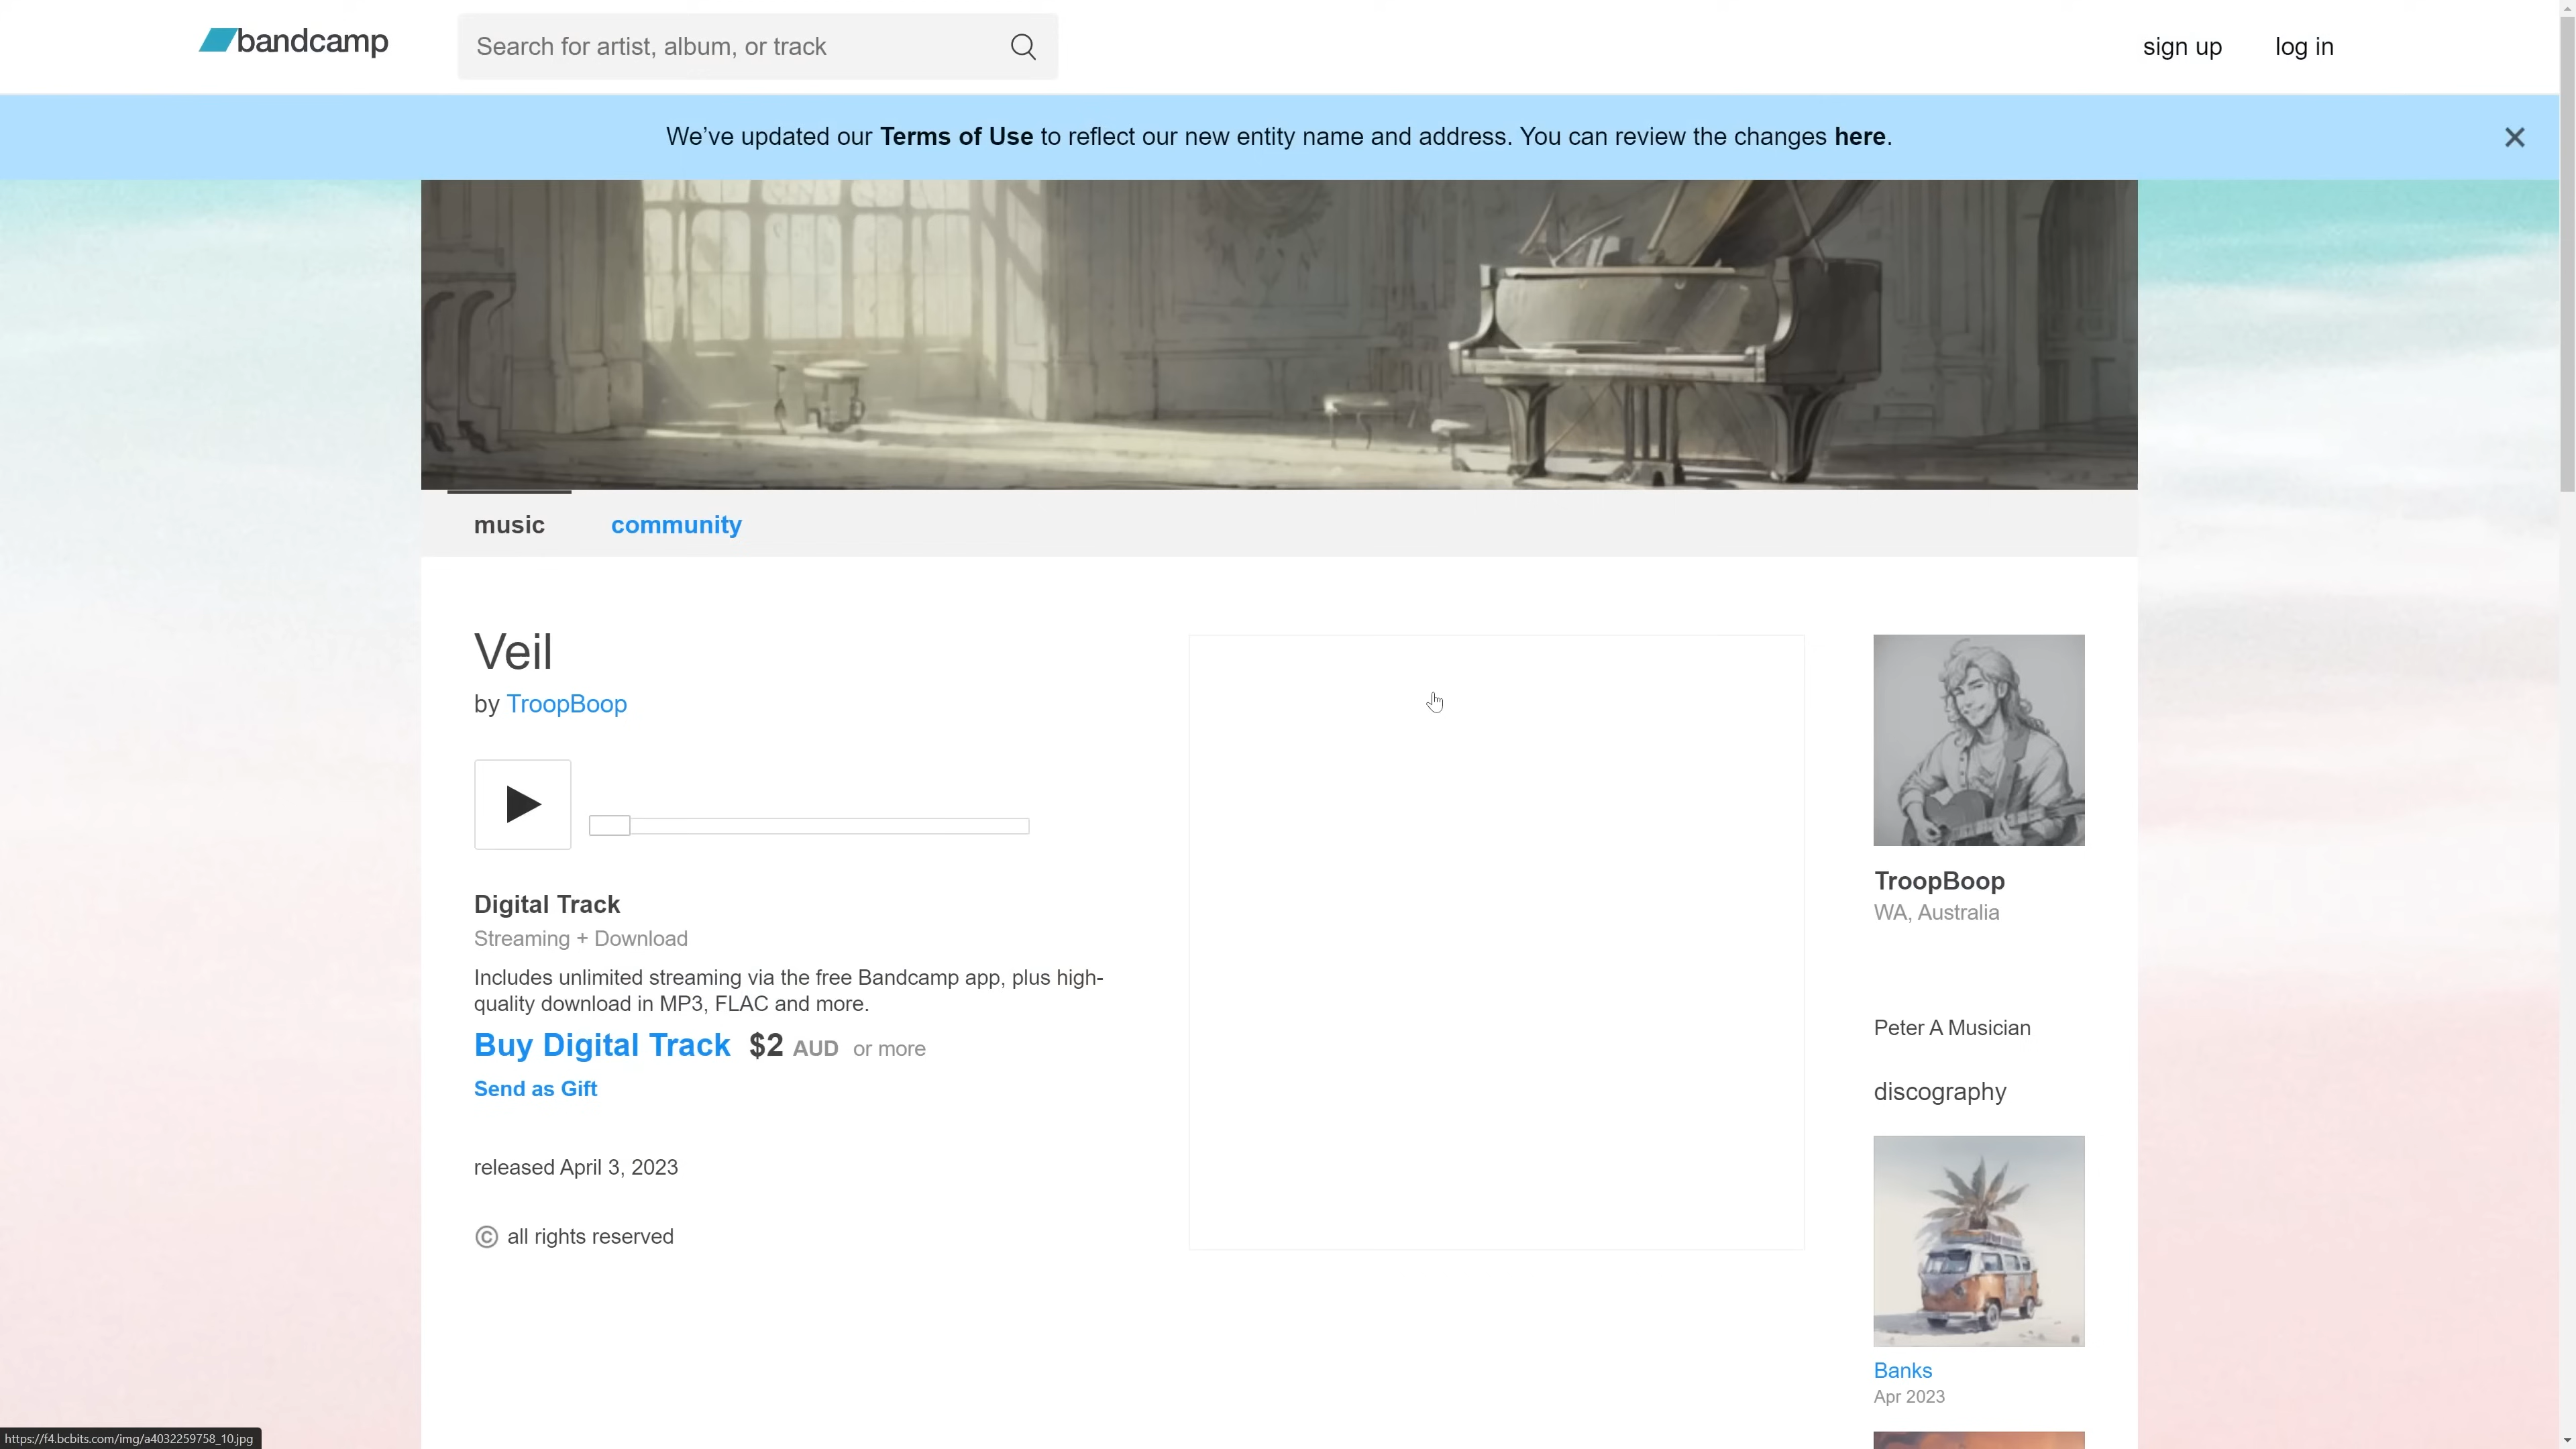 bandcamp
Search for artist, album, or track
sign up
log in
We've updated our Terms of Use to reflect our new entity name and address. You can review the changes here.
music
community
Veil
by TroopBoop
Digital Track
Streaming + Download
Includes unlimited streaming via the free Bandcamp app, plus high-
quality download in MP3, FLAC and more.
Buy Digital Track $2 AUD or more
Send as Gift
released April 3, 2023
© all rights reserved
TroopBoop
WA, Australia
Peter A Musician
discography
Banks
Apr 2023
https://f4.bcbits.com/img/a4032259758_10.jpg